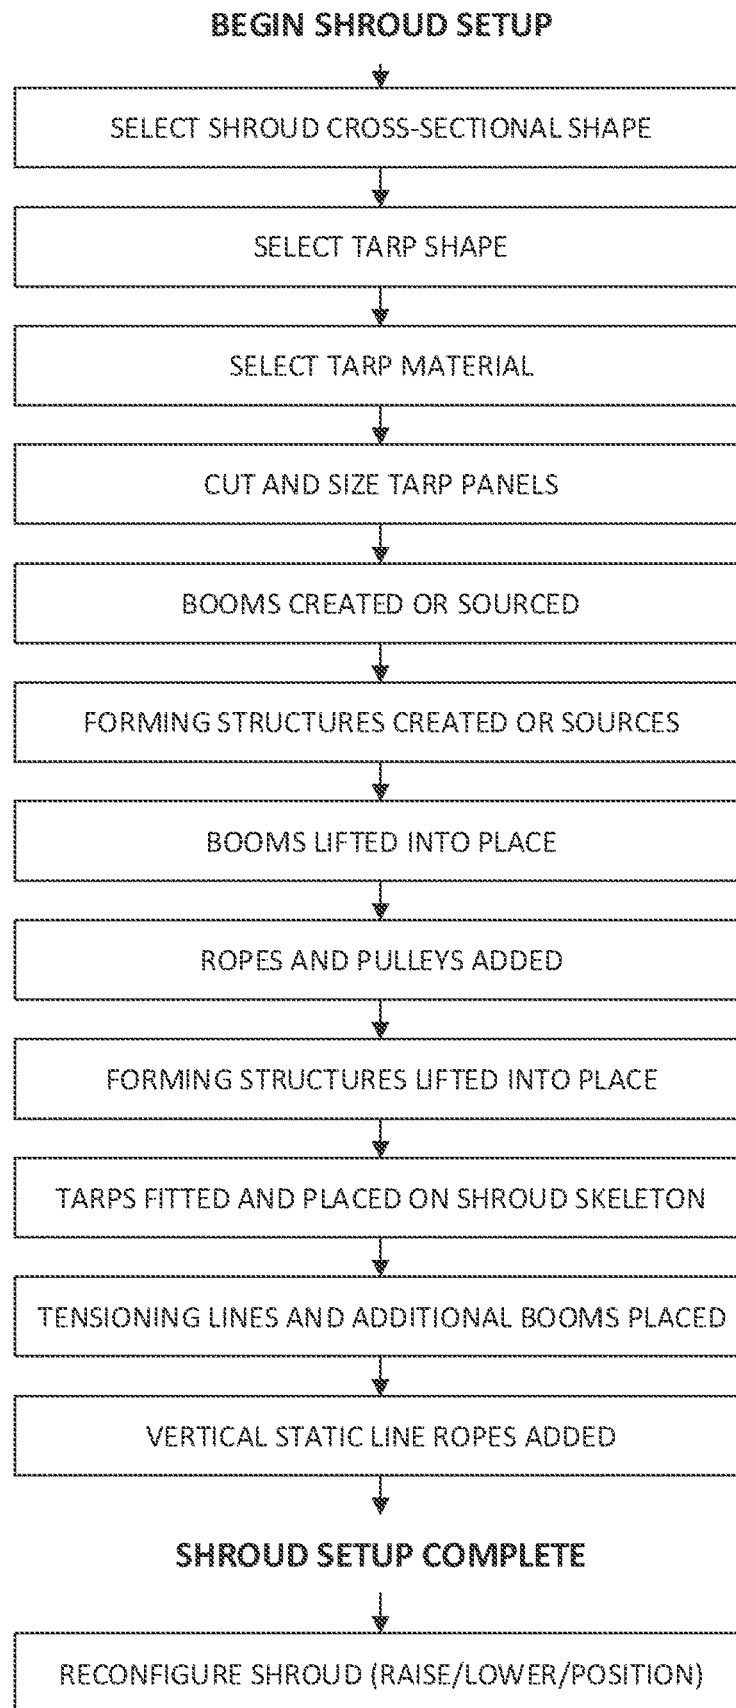 BEGIN SHROUD SETUP
SELECT SHROUD CROSS-SECTIONAL SHAPE
SELECT TARP SHAPE
SELECT TARP MATERIAL
CUT AND SIZE TARP PANELS
BOOMS CREATED OR SOURCED
FORMING STRUCTURES CREATED OR SOURCES
BOOMS LIFTED INTO PLACE
ROPES AND PULLEYS ADDED
FORMING STRUCTURES LIFTED INTO PLACE
TARPS FITTED AND PLACED ON SHROUD SKELETON
TENSIONING LINES AND ADDITIONAL BOOMS PLACED
VERTICAL STATIC LINE ROPES ADDED
SHROUD SETUP COMPLETE
RECONFIGURE SHROUD (RAISE/LOWER/POSITION)